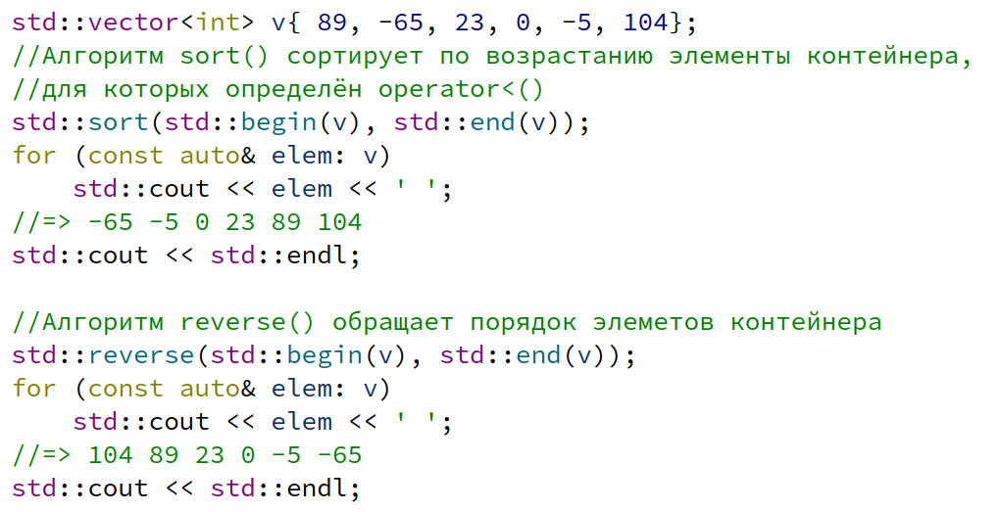 std::vector<int> v{ 89, -65, 23, 0, -5, 104};
//Алгоритм sort() сортирует по возрастанию элементы контейнера,
//для которых определён operator<()
std::sort(std::begin(v), std::end(v));
for (const auto& elem: v)
    std::cout << elem << ' ';
//=> -65 -5 0 23 89 104
std::cout << std::endl;

//Алгоритм reverse() обращает порядок элеметов контейнера
std::reverse(std::begin(v), std::end(v));
for (const auto& elem: v)
    std::cout << elem << ' ';
//=> 104 89 23 0 -5 -65
std::cout << std::endl;